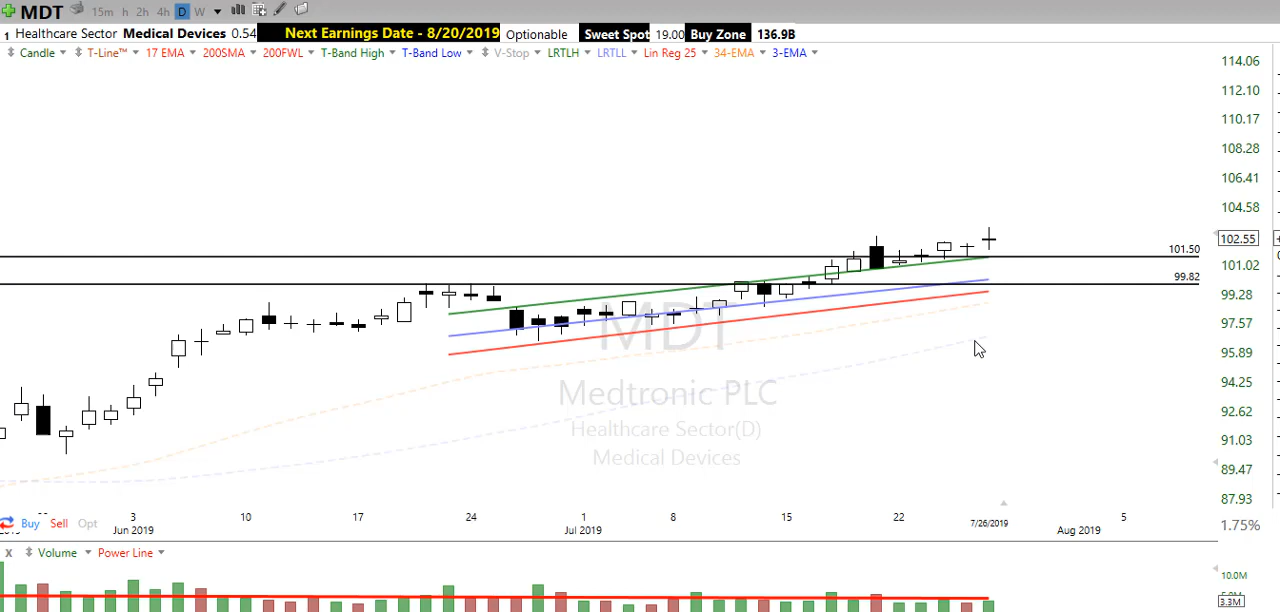 MDT 15m h 2h 4h D W
1 Healthcare Sector Medical Devices 0.54 Next Earnings Date - 8/20/2019 Optionable Sweet Spot 19.00 Buy Zone 136.9B
Candle T-Line™ 17 EMA 200SMA 200FWL T-Band High T-Band Low V-Stop LRTLH LRTLL Lin Reg 25 34-EMA 3-EMA
114.06
112.10
110.17
108.28
106.41
104.58
102.55
101.50
101.02
99.82
99.28
97.57
95.89
94.25
92.62
91.03
89.47
87.93
MDT
Medtronic PLC
Healthcare Sector(D)
Medical Devices
3 10 17 24 1 8 15 22 7/26/2019 5
Buy Sell Opt
Jun 2019 Jul 2019 Aug 2019
1.75%
X Volume Power Line
10.0M
3.3M